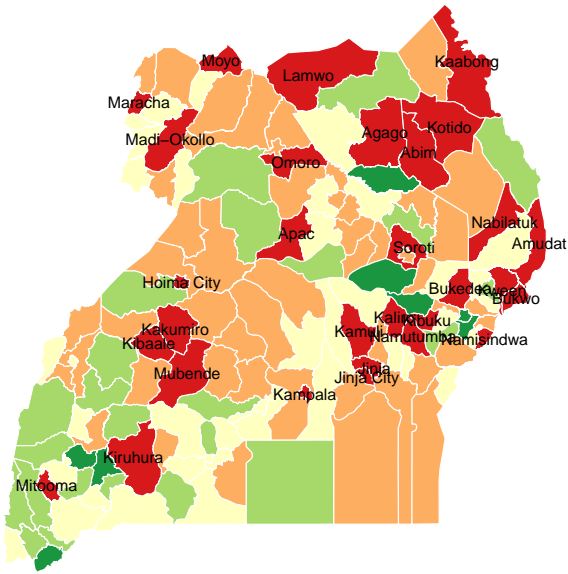 Moyo
Kaabong
Lamwo
Maracha
Madi-Okollo
Agago
Kotido
Abim
Omoro
Nabilatuk
Apac
Amudat
Soroti
Hoima City
Bukedea
Kween
Bukwo
Kakumiro
Kaliro
Kibuku
Kamuli
Kibaale
Namutumba
Namisindwa
Mubende
Jinja
Jinja City
Kampala
Kiruhura
Mitooma